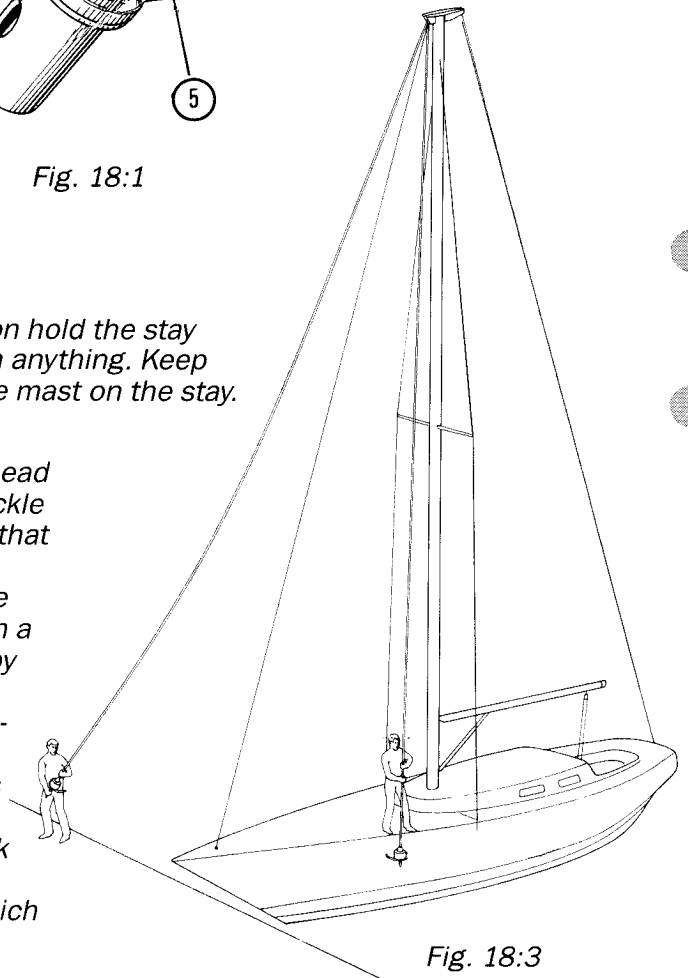 5
Fig. 18:1
on hold the stay
n anything. Keep
e mast on the stay.
ead
ckle
that
e
n a
by
-
k
ich
Fig. 18:3